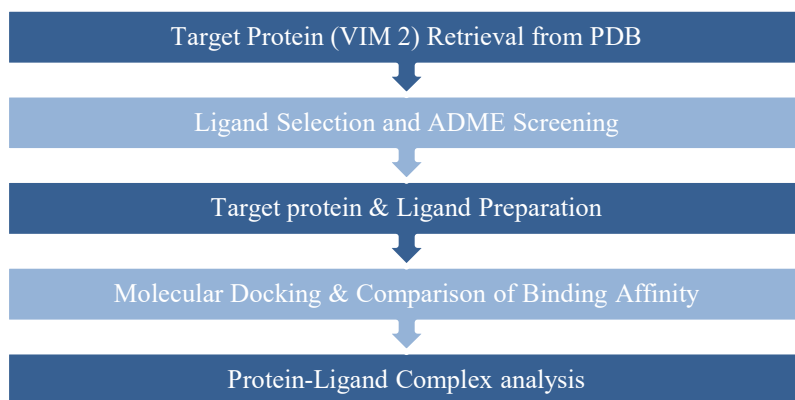 Target Protein (VIM 2) Retrieval from PDB
Ligand Selection and ADME Screening
Target protein & Ligand Preparation
Molecular Docking & Comparison of Binding Affinity
Protein-Ligand Complex analysis